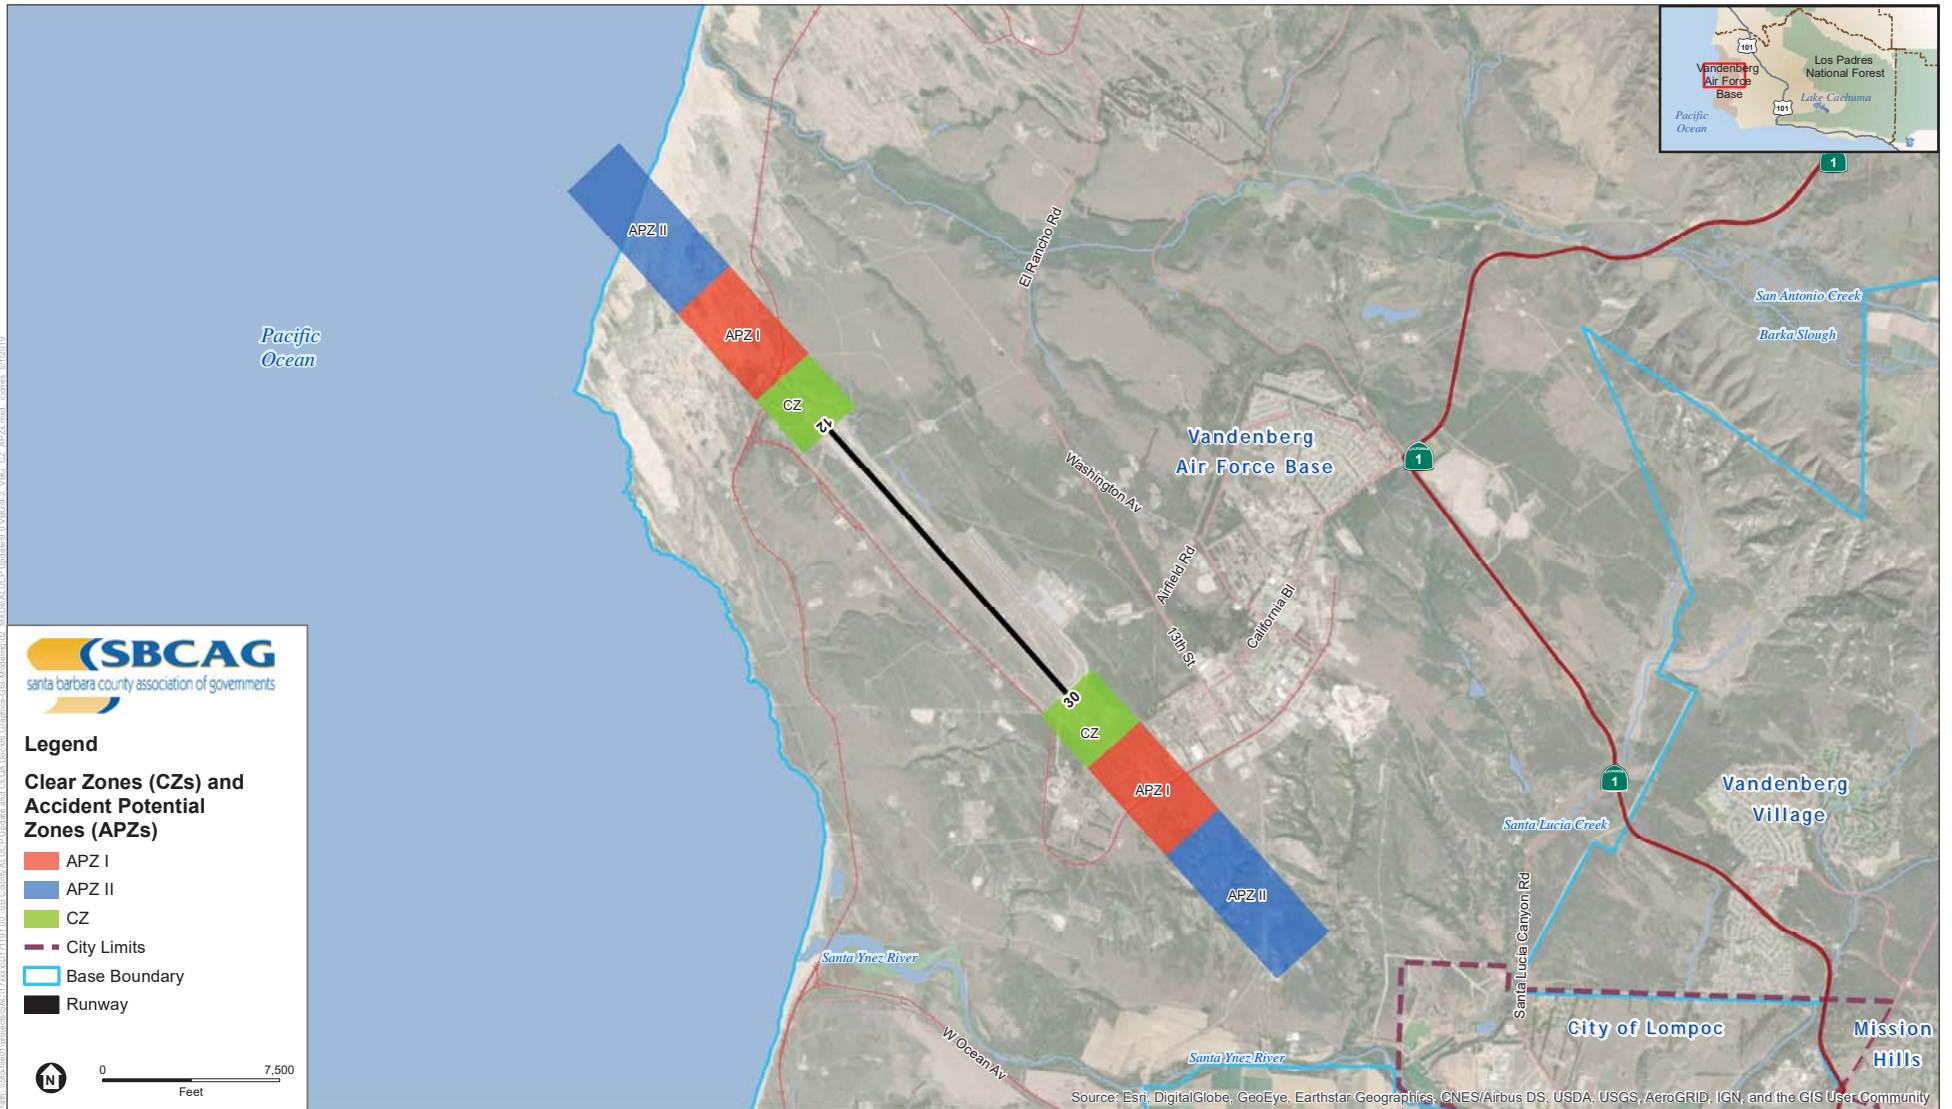 101
Vandenberg
Air Force
Base
Los Padres
National Forest
Lake Cachuma
101
Pacific
Ocean
1
APZ II
El Rancho Rd
San Antonio Creek
Barka Slough
Pacific
Ocean
APZ I
CZ
12
Vandenberg
Air Force Base
CALIFORNIA
1
Washington Av
Airfield Rd
California Bl
13th St
30
CZ
APZ I
APZ II
CALIFORNIA
1
Vandenberg
Village
Santa Lucia Creek
Santa Lucia Canyon Rd
Santa Ynez River
W Ocean Av
Santa Ynez River
City of Lompoc
Mission
Hills
SBCAG
santa barbara county association of governments
Legend
Clear Zones (CZs) and
Accident Potential
Zones (APZs)
APZ I
APZ II
CZ
City Limits
Base Boundary
Runway
N
0 7,500
Feet
Source: Esri, DigitalGlobe, GeoEye, Earthstar Geographics, CNES/Airbus DS, USDA, USGS, AeroGRID, IGN, and the GIS User Community